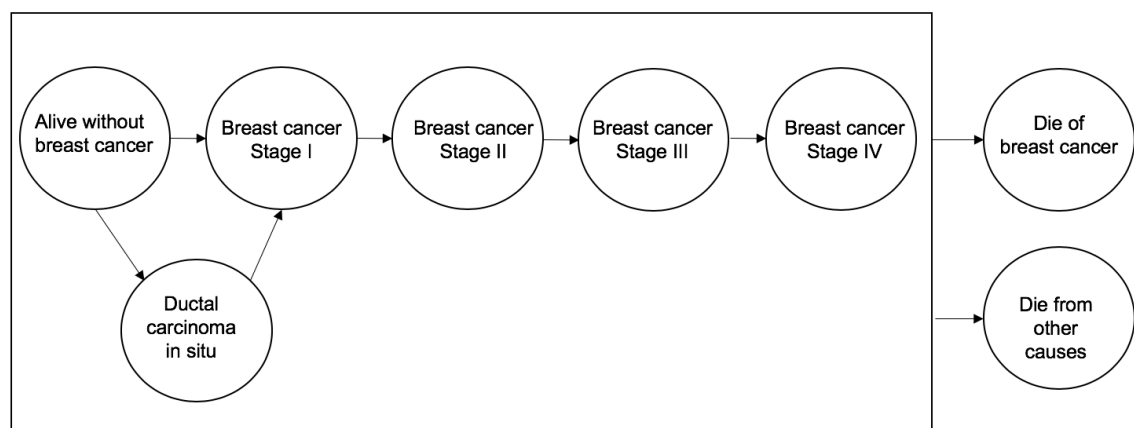 Alive without
breast cancer
Breast cancer
Stage I
Breast cancer
Stage II
Breast cancer
Stage III
Breast cancer
Stage IV
Die of
breast cancer
Ductal
carcinoma
in situ
Die from
other
causes